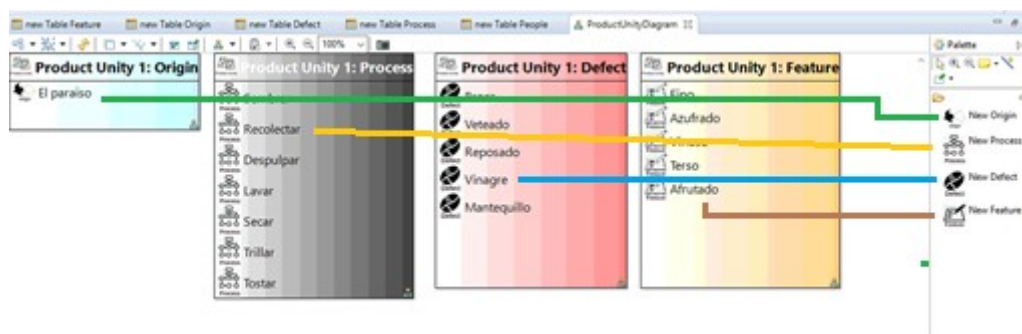 new Table Feature
new Table Origin
new Table Defect
new Table Process
new Table People
ProductUnityDiagram
100%
Palette
Product Unity 1: Origin
El paraiso
Product Unity 1: Process
Recolectar
Despulpar
Lavar
Secar
Trillar
Tostar
Process
Product Unity 1: Defect
Veteado
Reposado
Vinagre
Mantequillo
Defect
Product Unity 1: Feature
Fino
Azufrado
Terso
Afrutado
New Origin
New Process
New Defect
New Feature